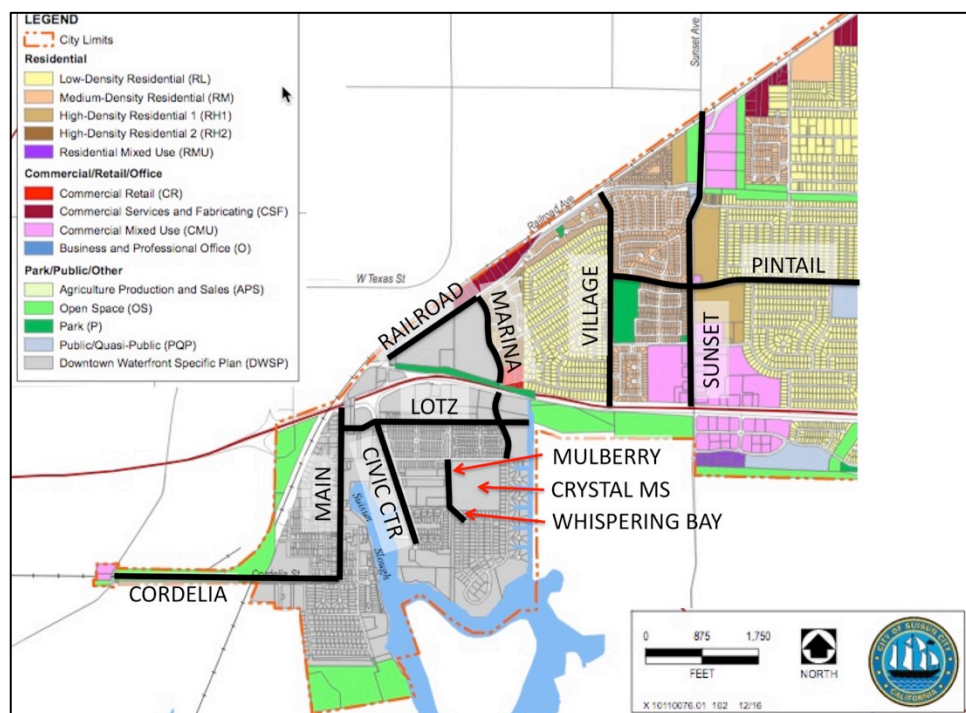 LEGEND
City Limits
Residential
Low-Density Residential (RL)
Medium-Density Residential (RM)
High-Density Residential 1 (RH1)
High-Density Residential 2 (RH2)
Residential Mixed Use (RMU)
Commercial/Retail/Office
Commercial Retail (CR)
Commercial Services and Fabricating (CSF)
Commercial Mixed Use (CMU)
Business and Professional Office (O)
Park/Public/Other
Agriculture Production and Sales (APS)
Open Space (OS)
Park (P)
Public/Quasi-Public (PQP)
Downtown Waterfront Specific Plan (DWSP)
Sunset Ave
Railroad Ave
W Texas St
RAILROAD
MARINA
VILLAGE
PINTAIL
SUNSET
LOTZ
MAIN
CIVIC CTR
Suisun
Slough
MULBERRY
CRYSTAL MS
WHISPERING BAY
Cordelia St
CORDELIA
0 875 1,750
FEET
NORTH
CITY OF SUISUN CITY
CALIFORNIA
X 10110076.01 102 12/16